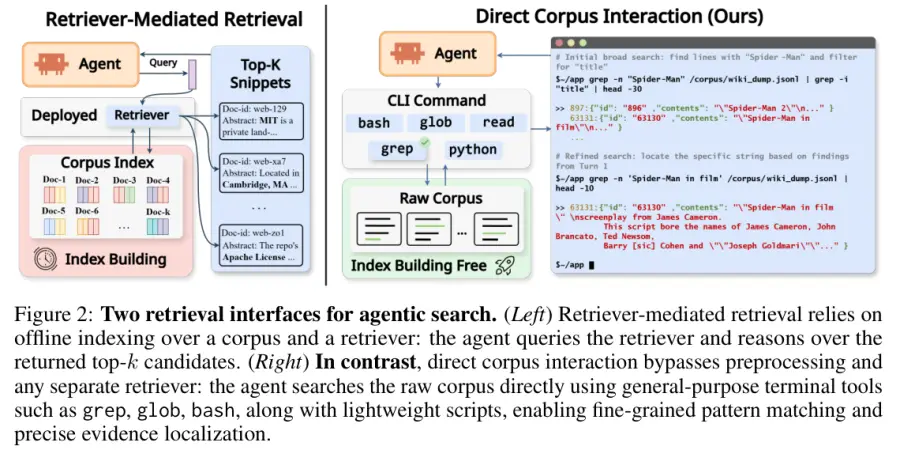 Retriever-Mediated Retrieval
Agent
Query
Top-K
Snippets
Deployed
Retriever
Doc-id: web-129
Abstract: MIT is a
private land-...
Doc-id: web-xa7
Abstract: Located in
Cambridge, MA ...
. . .
Doc-id: web-zo1
Abstract: The repo's
Apache License ...
Corpus Index
Doc-1
Doc-2
Doc-3
Doc-4
Doc-5
Doc-6
...
Doc-k
Index Building
Direct Corpus Interaction (Ours)
Agent
CLI Command
bash
glob
read
grep
python
Raw Corpus
...
Index Building Free
# Initial broad search: find lines with "Spider-Man" and filter
for "title"
$~/app grep -n "Spider-Man" /corpus/wiki_dump.jsonl | grep -i
"title" | head -30
>> 897:{"id": "896" ,"contents": "\"Spider-Man 2\"\n..." }
63131:{"id": "63130" ,"contents": "\"Spider-Man in
film\"\n..." }
...
# Refined search: locate the specific string based on findings
from Turn 1
$~/app grep -n 'Spider-Man in film' /corpus/wiki_dump.jsonl |
head -10
>> 63131:{"id": "63130" ,"contents": "\"Spider-Man in film
\" \nscreenplay from James Cameron.
This script bore the names of James Cameron, John
Brancato, Ted Newsom,
Barry [sic] Cohen and \"\"Joseph Goldmari\"\"..." }
$~/app
Figure 2: Two retrieval interfaces for agentic search. (Left) Retriever-mediated retrieval relies on
offline indexing over a corpus and a retriever: the agent queries the retriever and reasons over the
returned top-k candidates. (Right) In contrast, direct corpus interaction bypasses preprocessing and
any separate retriever: the agent searches the raw corpus directly using general-purpose terminal tools
such as grep, glob, bash, along with lightweight scripts, enabling fine-grained pattern matching and
precise evidence localization.